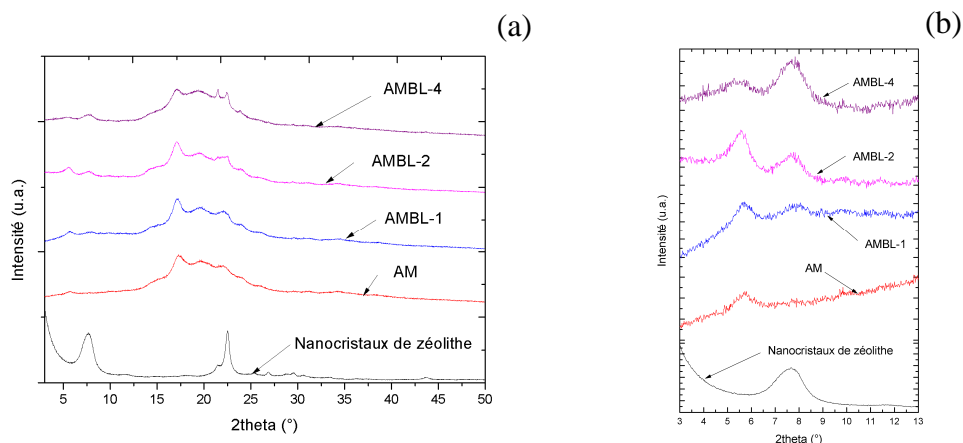 (a)
AMBL-4
AMBL-2
AMBL-1
AM
Nanocristaux de zéolithe
Intensité (u.a.)
5 10 15 20 25 30 35 40 45 50
2theta (°)
(b)
AMBL-4
AMBL-2
AMBL-1
AM
Nanocristaux de zéolithe
Intensité (u.a.)
3 4 5 6 7 8 9 10 11 12 13
2theta (°)